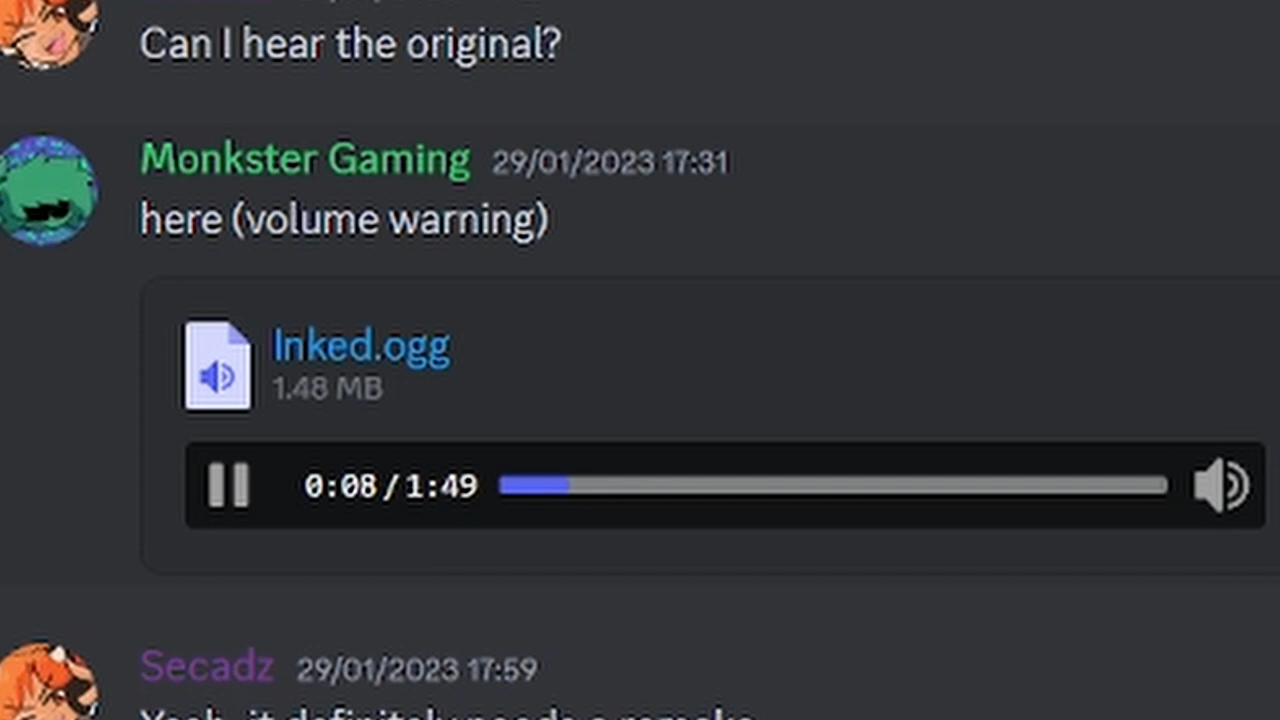 Can I hear the original?
Monkster Gaming 29/01/2023 17:31
here (volume warning)
Inked.ogg
1.48 MB
0:08 / 1:49
Secadz 29/01/2023 17:59
Yeah, it definitely needs a remake